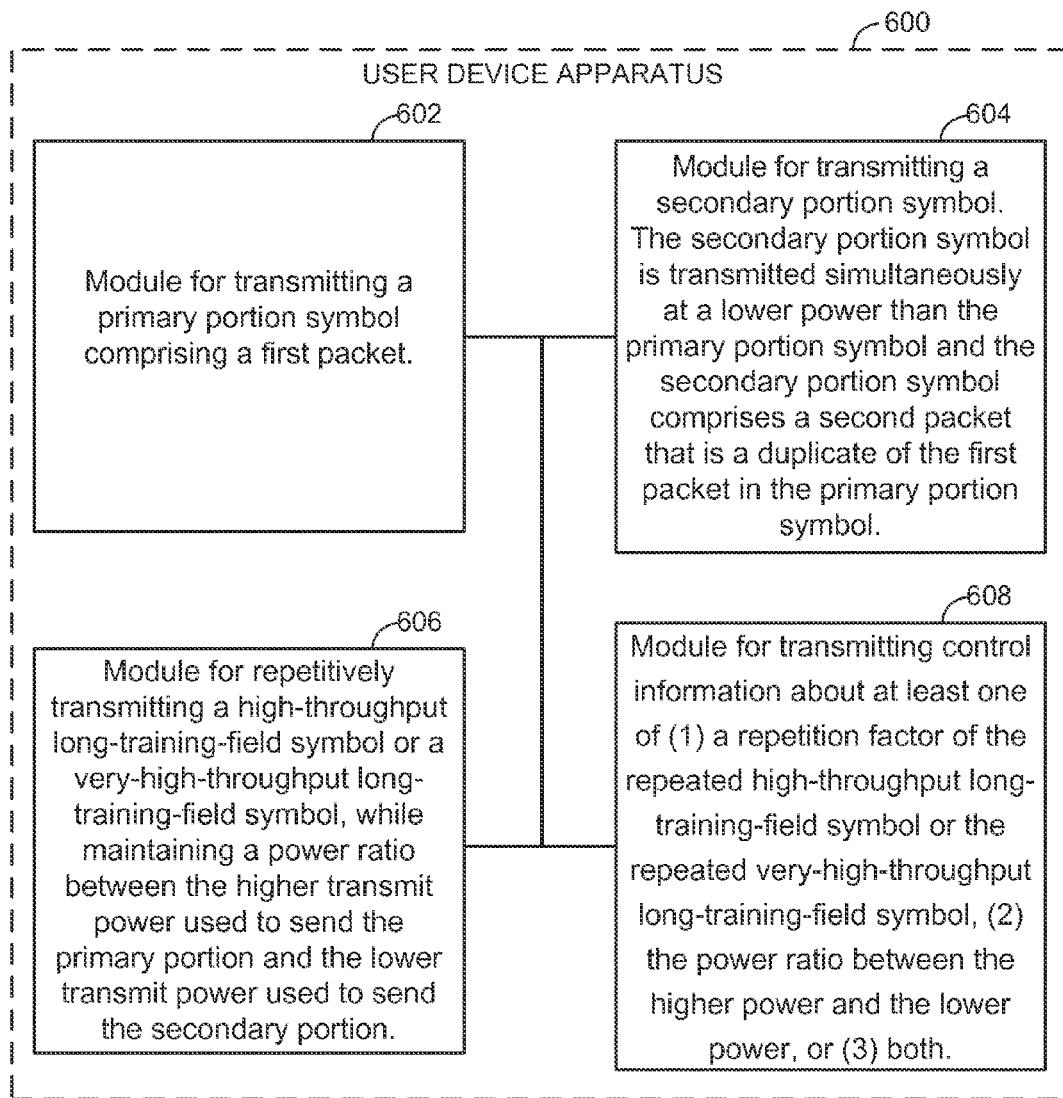 600
USER DEVICE APPARATUS
602
Module for transmitting a
primary portion symbol
comprising a first packet.
604
Module for transmitting a
secondary portion symbol.
The secondary portion symbol
is transmitted simultaneously
at a lower power than the
primary portion symbol and the
secondary portion symbol
comprises a second packet
that is a duplicate of the first
packet in the primary portion
symbol.
606
Module for repetitively
transmitting a high-throughput
long-training-field symbol or a
very-high-throughput long-
training-field symbol, while
maintaining a power ratio
between the higher transmit
power used to send the
primary portion and the lower
transmit power used to send
the secondary portion.
608
Module for transmitting control
information about at least one
of (1) a repetition factor of the
repeated high-throughput long-
training-field symbol or the
repeated very-high-throughput
long-training-field symbol, (2)
the power ratio between the
higher power and the lower
power, or (3) both.